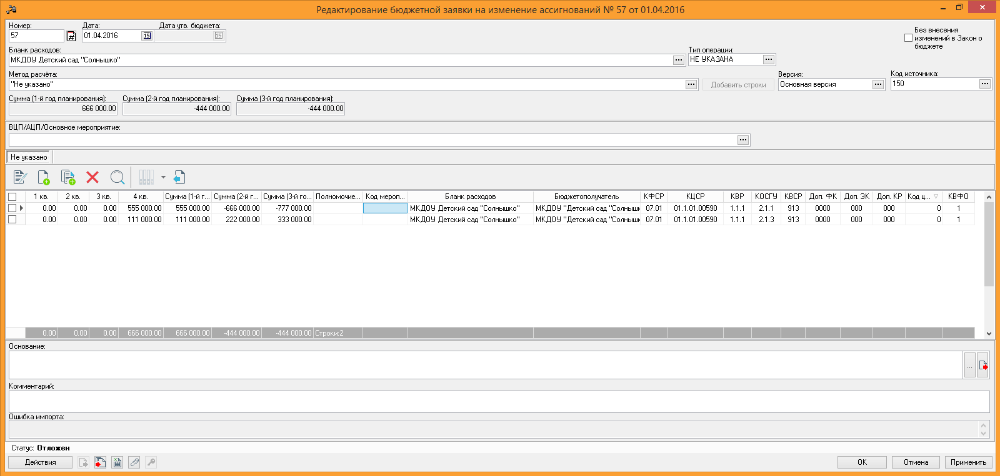 Редактирование бюджетной заявки на изменение ассигнований № 57 от 01.04.2016
Номер: Дата: Дата утв. бюджета:
57 01.04.2016 15 15
Без внесения
изменений в Закон о
бюджете
Бланк расходов: Тип операции:
МКДОУ Детский сад "Солнышко" ... НЕ УКАЗАНА ...
Метод расчёта: Версия: Код источника:
"Не указано" ... Добавить строки Основная версия ... 150 ...
Сумма (1-й год планирования): Сумма (2-й год планирования): Сумма (3-й год планирования):
666 000.00 -444 000.00 -444 000.00
ВЦП/АЦП/Основное мероприятие:
...
Не указано
1 кв. 2 кв. 3 кв. 4 кв. Сумма (1-й г... Сумма (2-й г... Сумма (3-й го... Полномочие... Код мероп... Бланк расходов Бюджетополучатель КФСР КЦСР КВР КОСГУ КВСР Доп. ФК Доп. ЭК Доп. КР Код ц... КВФО
0.00 0.00 0.00 555 000.00 555 000.00 -666 000.00 -777 000.00 МКДОУ Детский сад "Солнышко" МКДОУ "Детский сад "Солнышк 07.01 01.1.01.00590 1.1.1 2.1.1 913 0000 000 000 0 1
0.00 0.00 0.00 111 000.00 111 000.00 222 000.00 333 000.00 МКДОУ Детский сад "Солнышко" МКДОУ "Детский сад "Солнышк 07.01 01.1.01.00590 1.1.1 2.1.3 913 0000 000 000 0 1
0.00 0.00 0.00 666 000.00 666 000.00 -444 000.00 -444 000.00 Строки:2
Основание:
...
Комментарий:
Ошибка импорта:
Статус: Отложен
Действия OK Отмена Применить